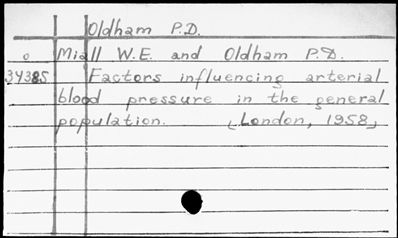 Oldham P.D.
o Miall W.E. and Oldham P.D.
34385 Factors influencing arterial
blood pressure in the general
population. (London, 1958)